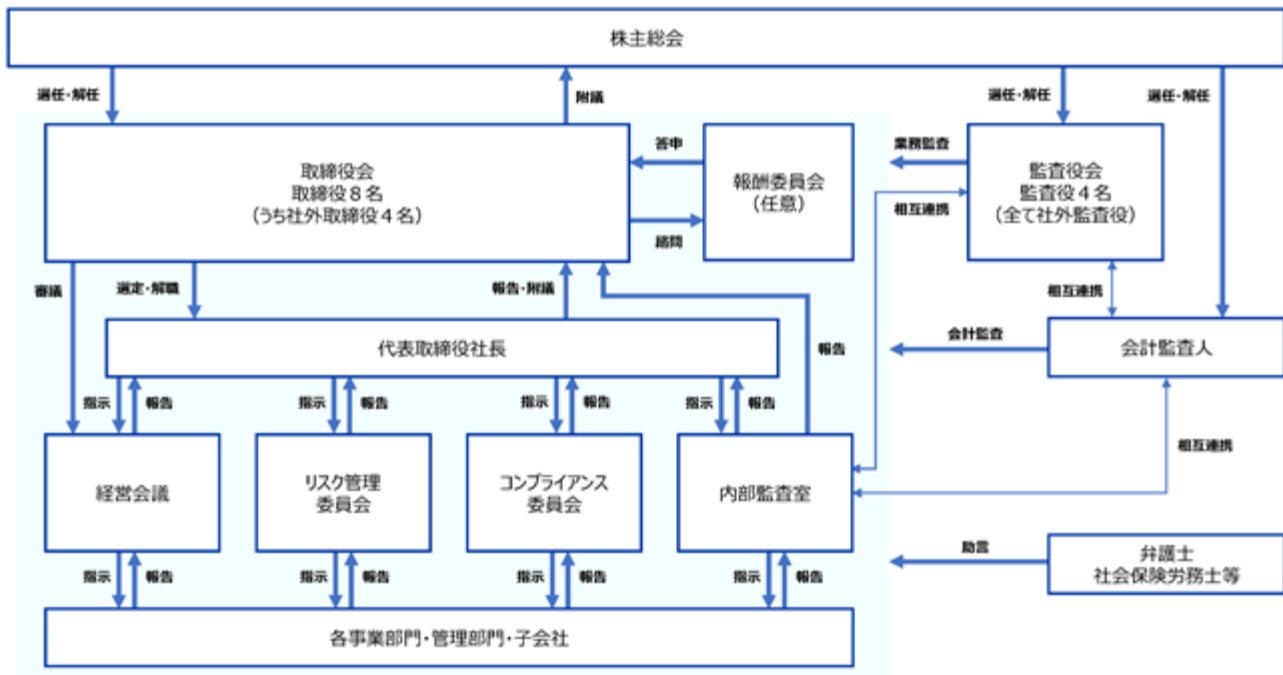 株主総会
選任・解任
附議
選任・解任
選任・解任
取締役会
取締役８名
（うち社外取締役４名）
答申
諮問
報酬委員会
（任意）
業務監査
相互連携
監査役会
監査役４名
（全て社外監査役）
審議
選定・解職
報告・附議
相互連携
代表取締役社長
報告
会計監査
会計監査人
指示
報告
指示
報告
指示
報告
指示
報告
相互連携
経営会議
リスク管理
委員会
コンプライアンス
委員会
内部監査室
助言
弁護士
社会保険労務士等
指示
報告
指示
報告
指示
報告
指示
報告
各事業部門・管理部門・子会社